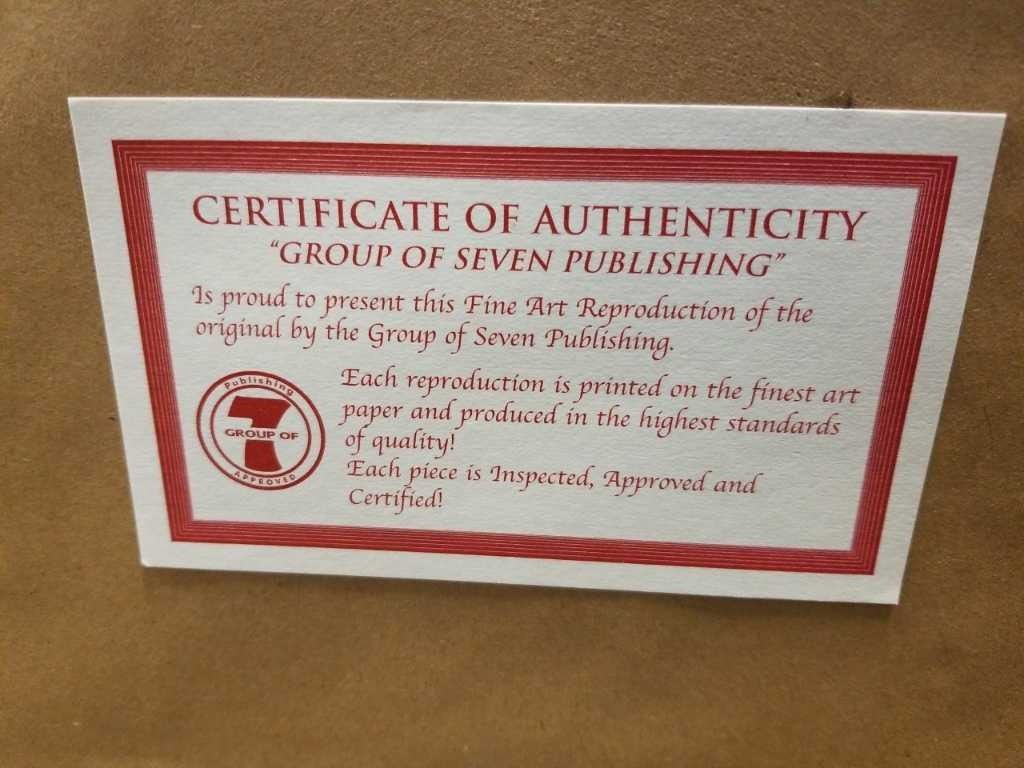 CERTIFICATE OF AUTHENTICITY
“GROUP OF SEVEN PUBLISHING”
Is proud to present this Fine Art Reproduction of the
original by the Group of Seven Publishing.
Each reproduction is printed on the finest art
paper and produced in the highest standards
of quality!
Each piece is Inspected, Approved and
Certified!
Publishing
7
GROUP OF
APPROVED